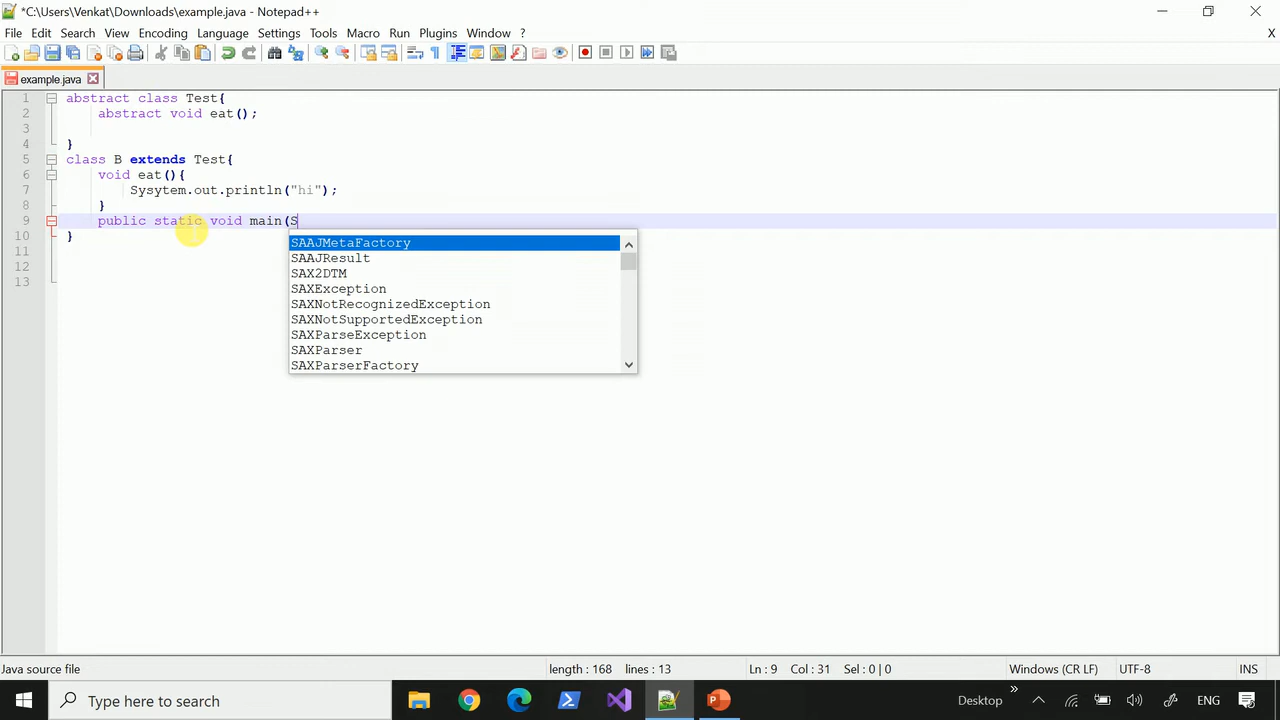 *C:\Users\Venkat\Downloads\example.java - Notepad++
File Edit Search View Encoding Language Settings Tools Macro Run Plugins Window ? X
example.java
1 abstract class Test{
2 abstract void eat();
3
4 }
5 class B extends Test{
6 void eat(){
7 Sysytem.out.println("hi");
8 }
9 public static void main(S
10 }
11
12
13
SAAJMetaFactory
SAAJResult
SAX2DTM
SAXException
SAXNotRecognizedException
SAXNotSupportedException
SAXParseException
SAXParser
SAXParserFactory
Java source file length : 168 lines : 13 Ln : 9 Col : 31 Sel : 0 | 0 Windows (CR LF) UTF-8 INS
Type here to search Desktop » ENG